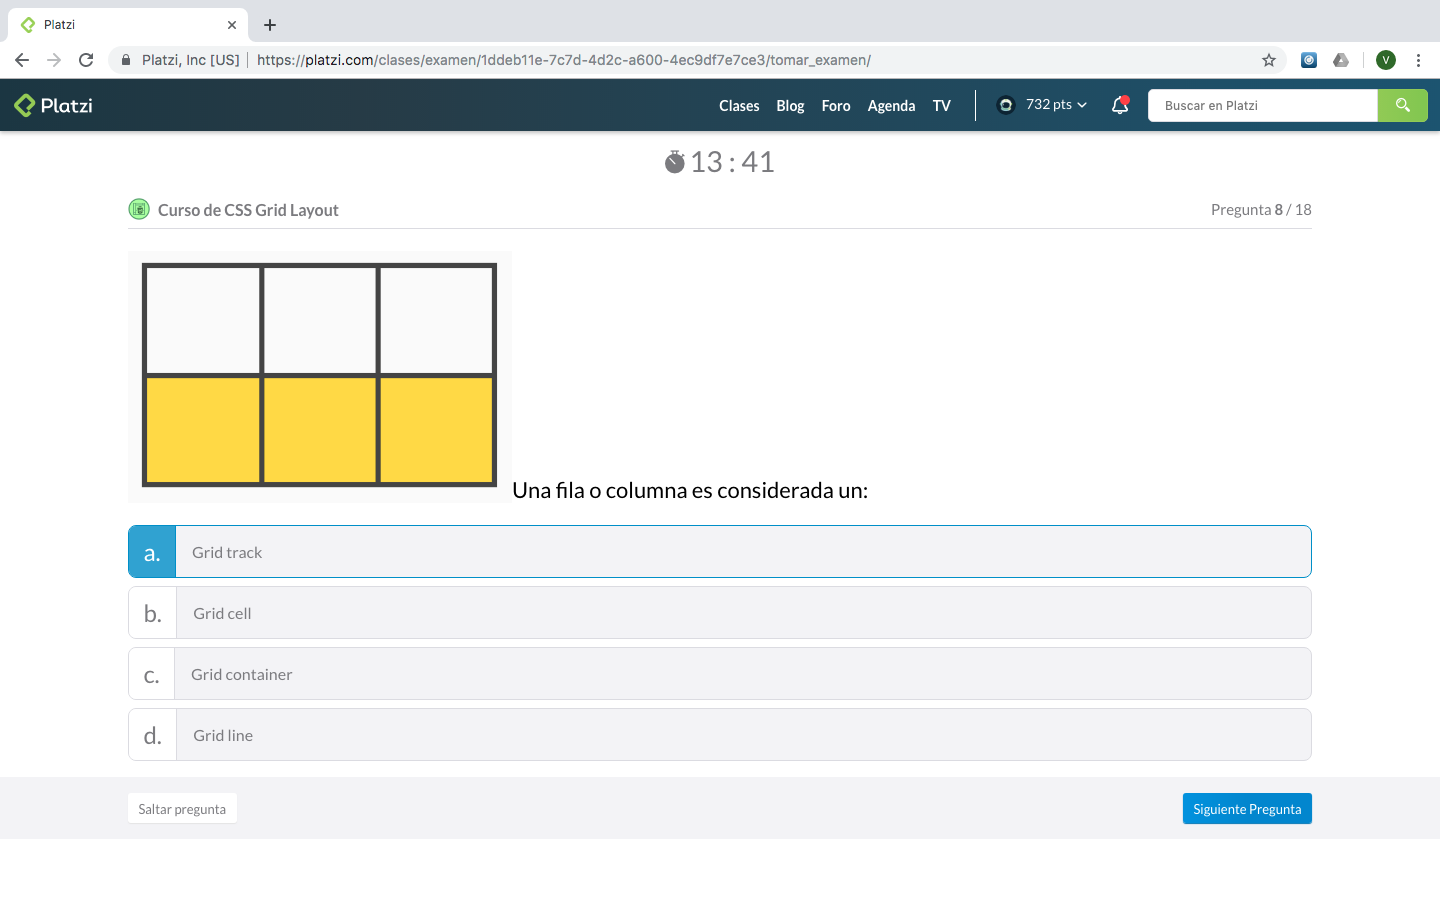 Platzi
Platzi, Inc [US] https://platzi.com/clases/examen/1ddeb11e-7c7d-4d2c-a600-4ec9df7e7ce3/tomar_examen/
V
Platzi
Clases Blog Foro Agenda TV 732 pts Buscar en Platzi
13 : 41
Curso de CSS Grid Layout
Pregunta 8 / 18
Una fila o columna es considerada un:
a. Grid track
b. Grid cell
c. Grid container
d. Grid line
Saltar pregunta
Siguiente Pregunta